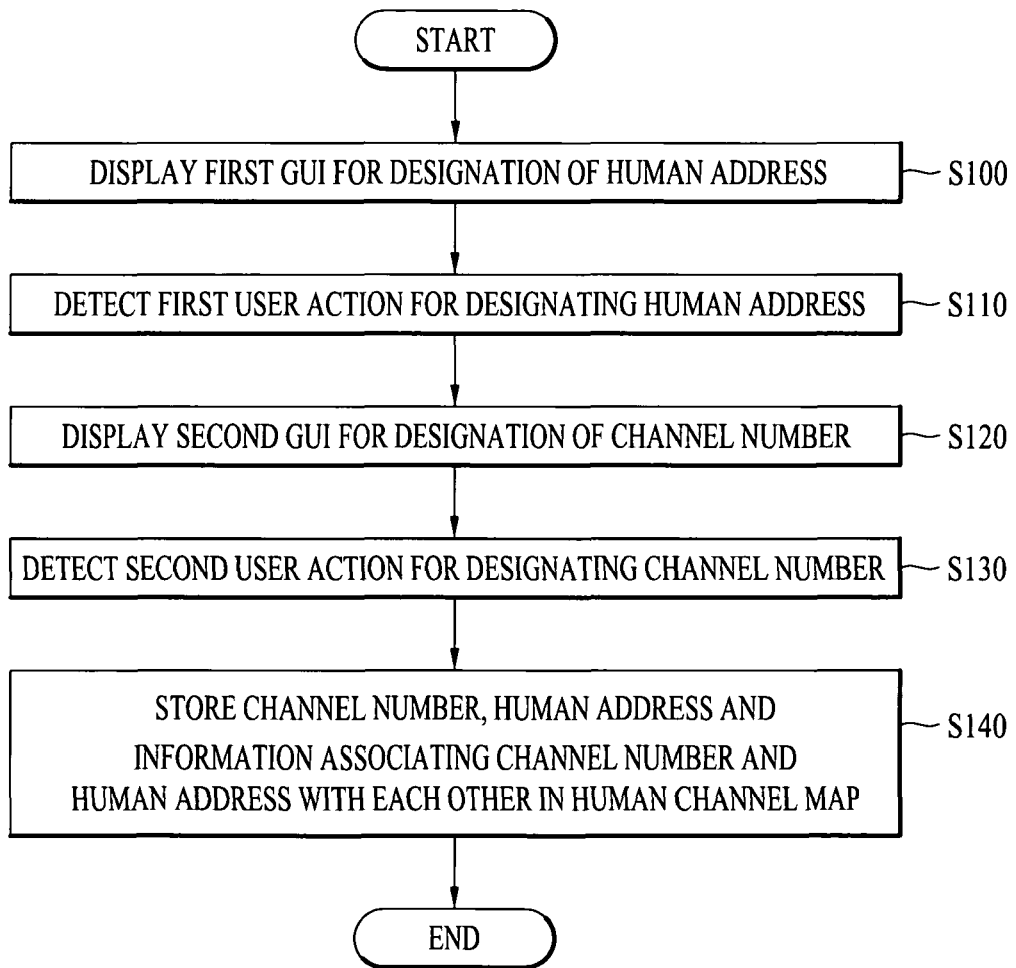 START
DISPLAY FIRST GUI FOR DESIGNATION OF HUMAN ADDRESS
S100
DETECT FIRST USER ACTION FOR DESIGNATING HUMAN ADDRESS
S110
DISPLAY SECOND GUI FOR DESIGNATION OF CHANNEL NUMBER
S120
DETECT SECOND USER ACTION FOR DESIGNATING CHANNEL NUMBER
S130
STORE CHANNEL NUMBER, HUMAN ADDRESS AND
INFORMATION ASSOCIATING CHANNEL NUMBER AND
HUMAN ADDRESS WITH EACH OTHER IN HUMAN CHANNEL MAP
S140
END